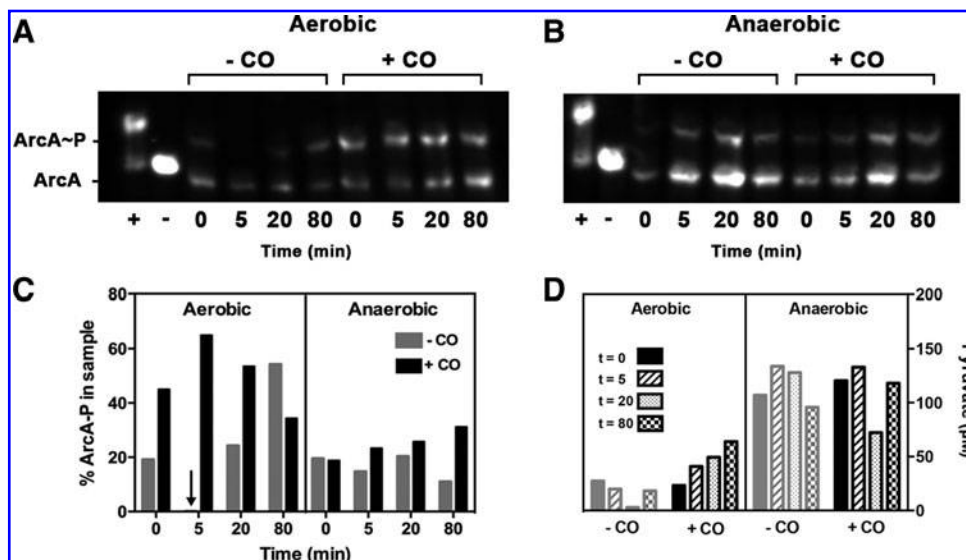 A
Aerobic
- CO
+ CO
ArcA~P
ArcA
+ - 0 5 20 80 0 5 20 80
Time (min)
B
Anaerobic
- CO
+ CO
+ - 0 5 20 80 0 5 20 80
Time (min)
C
% ArcA-P in sample
80
60
40
20
0
Aerobic
Anaerobic
- CO
+ CO
0 5 20 80 0 5 20 80
Time (min)
D
Aerobic
Anaerobic
t = 0
t = 5
t = 20
t = 80
200
150
100
50
0
- CO + CO - CO + CO